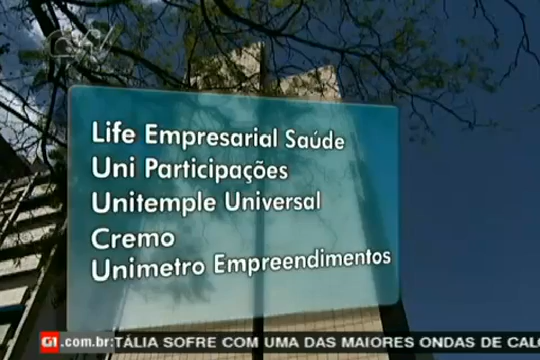 Life Empresarial Saúde
Uni Participações
Unitemple Universal
Cremo
Unimetro Empreendimentos
G1.com.br: TÁLIA SOFRE COM UMA DAS MAIORES ONDAS DE CALO